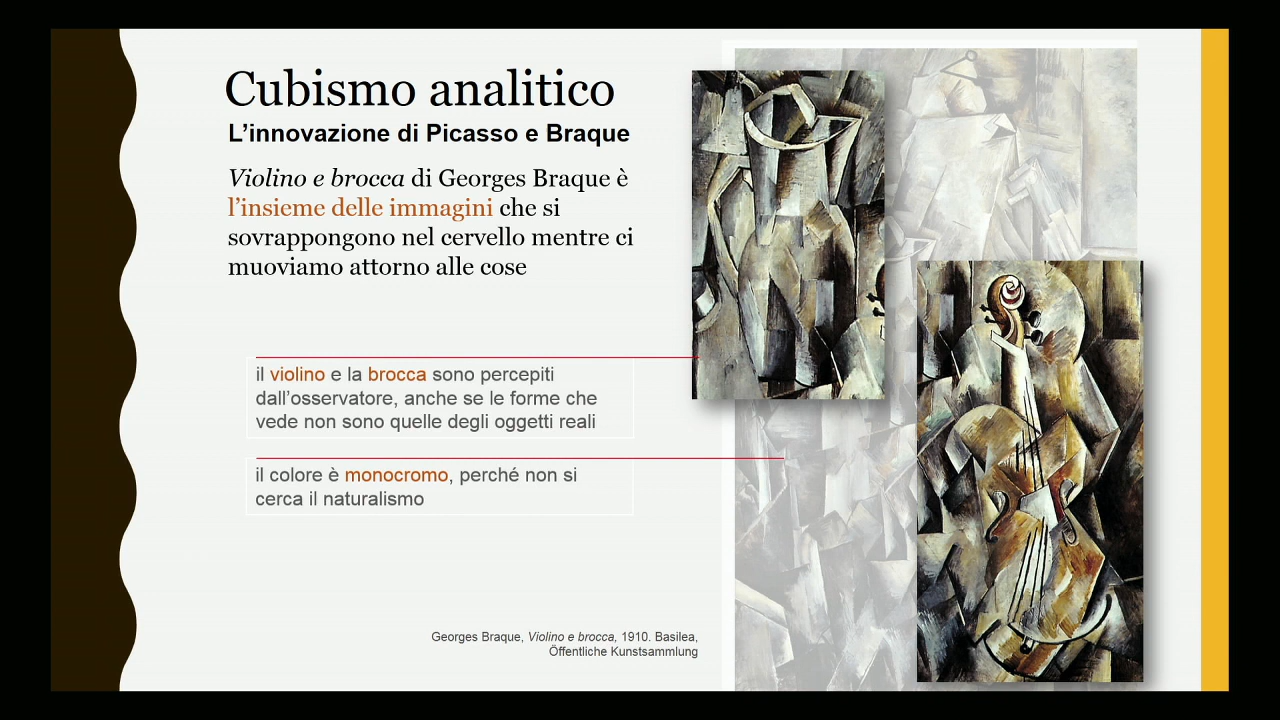 Cubismo analitico
L’innovazione di Picasso e Braque
Violino e brocca di Georges Braque è
l’insieme delle immagini che si
sovrappongono nel cervello mentre ci
muoviamo attorno alle cose
il violino e la brocca sono percepiti
dall’osservatore, anche se le forme che
vede non sono quelle degli oggetti reali
il colore è monocromo, perché non si
cerca il naturalismo
Georges Braque, Violino e brocca, 1910. Basilea,
Öffentliche Kunstsammlung